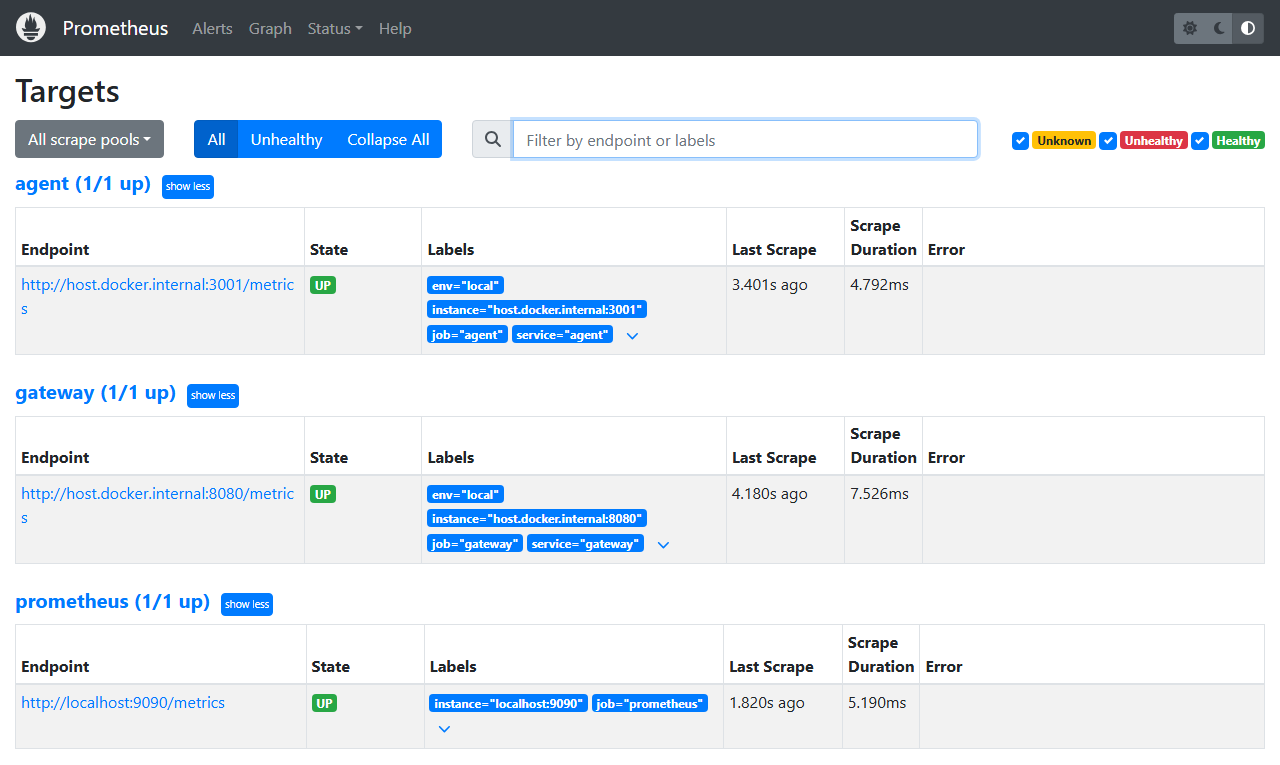 Prometheus Alerts Graph Status Help
Targets
All scrape pools All Unhealthy Collapse All Filter by endpoint or labels Unknown Unhealthy Healthy
agent (1/1 up) show less
Endpoint State Labels Last Scrape Scrape Duration Error
http://host.docker.internal:3001/metric
s
UP
env="local"
instance="host.docker.internal:3001"
job="agent" service="agent"
3.401s ago
4.792ms
gateway (1/1 up) show less
Endpoint State Labels Last Scrape Scrape Duration Error
http://host.docker.internal:8080/metric
s
UP
env="local"
instance="host.docker.internal:8080"
job="gateway" service="gateway"
4.180s ago
7.526ms
prometheus (1/1 up) show less
Endpoint State Labels Last Scrape Scrape Duration Error
http://localhost:9090/metrics
UP
instance="localhost:9090" job="prometheus"
1.820s ago
5.190ms